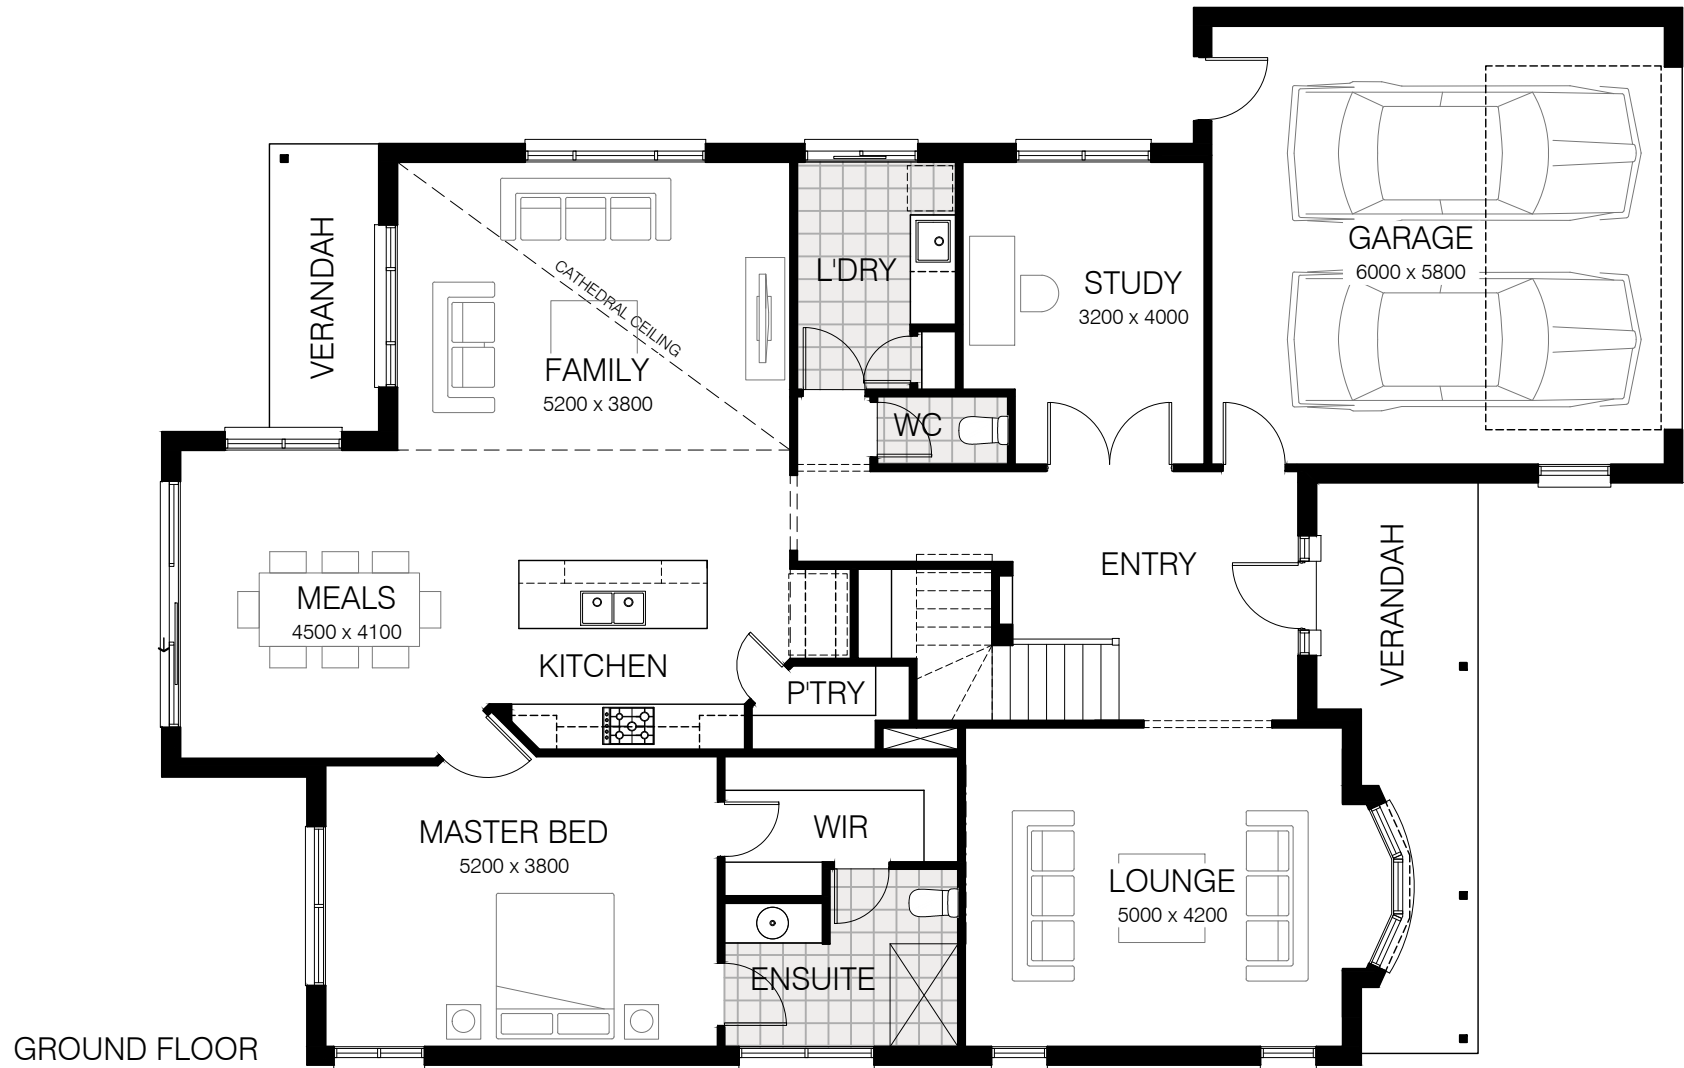 VERANDAH
CATHEDRAL CEILING
FAMILY
5200 x 3800
L'DRY
STUDY
3200 x 4000
GARAGE
6000 x 5800
WC
MEALS
4500 x 4100
KITCHEN
P'TRY
ENTRY
VERANDAH
MASTER BED
5200 x 3800
WIR
ENSUITE
LOUNGE
5000 x 4200
GROUND FLOOR